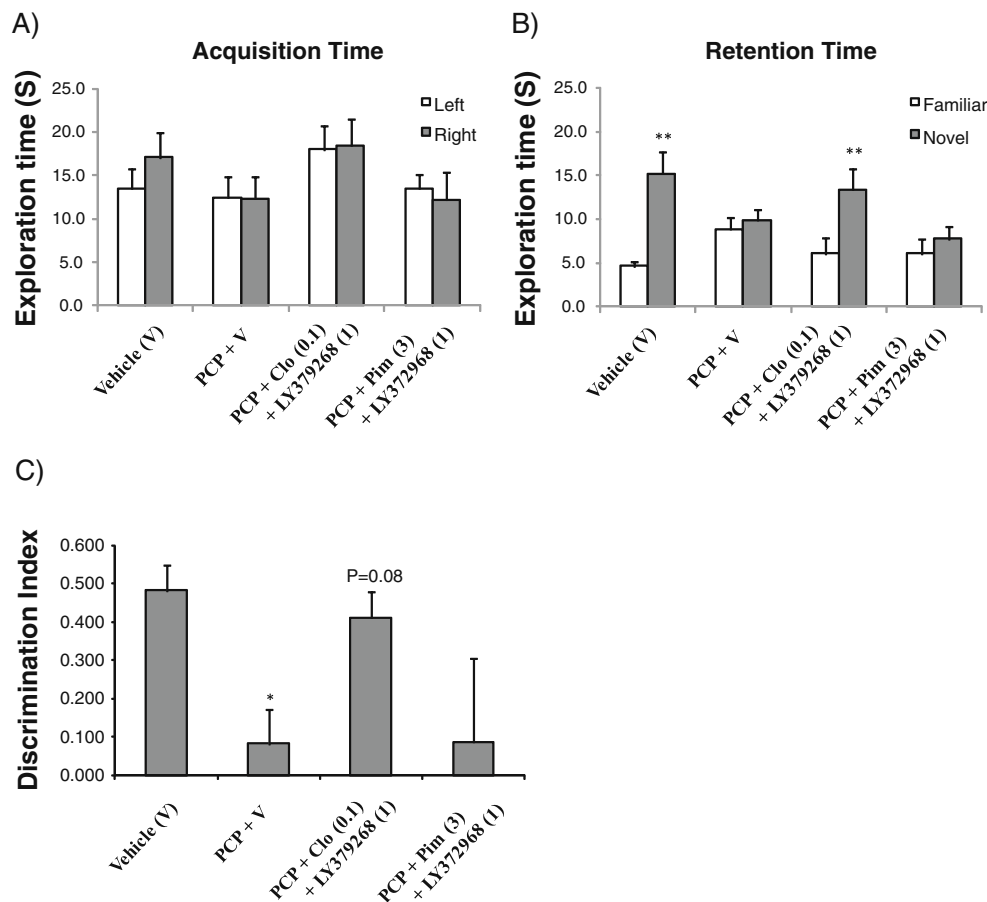 A)
Acquisition Time
Exploration time (S)
25.0
20.0
15.0
10.0
5.0
0.0
Left
Right
Vehicle (V)
PCP + V
PCP + Clo (0.1)
+ LY379268 (1)
PCP + Pim (3)
+ LY372968 (1)
B)
Retention Time
Exploration time (S)
25.0
20.0
15.0
10.0
5.0
0.0
Familiar
Novel
**
**
Vehicle (V)
PCP + V
PCP + Clo (0.1)
+ LY379268 (1)
PCP + Pim (3)
+ LY372968 (1)
C)
Discrimination Index
0.600
0.500
0.400
0.300
0.200
0.100
0.000
*
P=0.08
Vehicle (V)
PCP + V
PCP + Clo (0.1)
+ LY379268 (1)
PCP + Pim (3)
+ LY372968 (1)